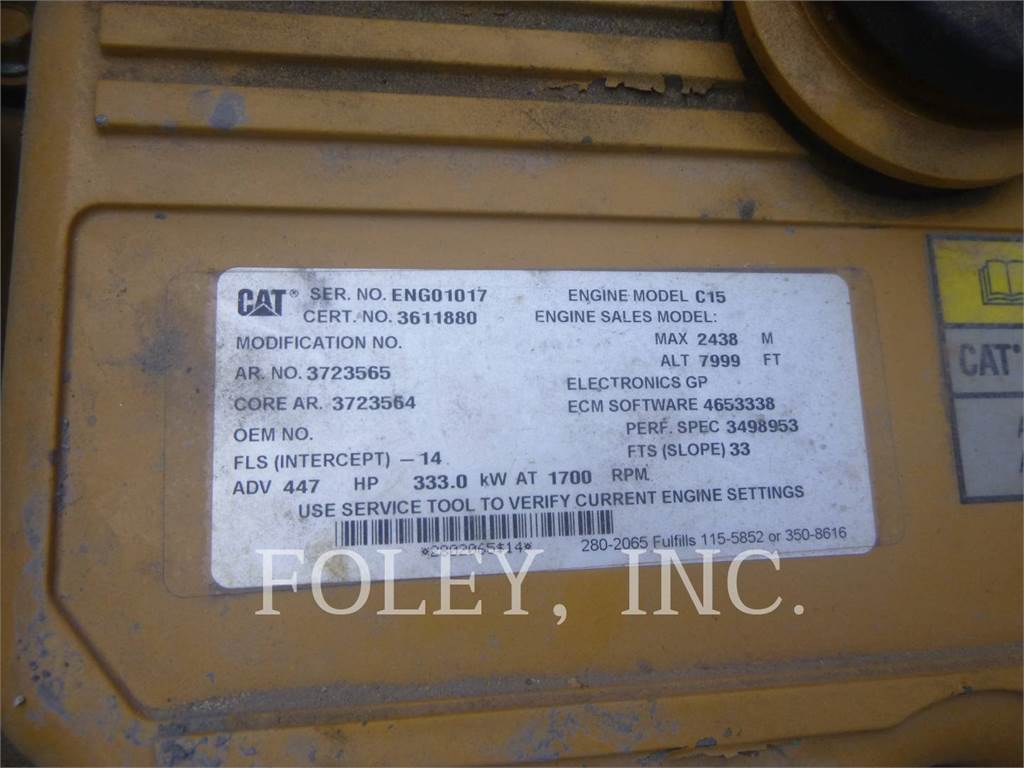 CAT® SER. NO. ENG01017 ENGINE MODEL C15
CERT. NO. 3611880 ENGINE SALES MODEL:
MODIFICATION NO. MAX 2438 M
AR. NO. 3723565 ALT 7999 FT
ELECTRONICS GP
CORE AR. 3723564 ECM SOFTWARE 4653338
OEM NO. PERF. SPEC 3498953
FLS (INTERCEPT) -14 FTS (SLOPE) 33
ADV 447 HP 333.0 kW AT 1700 RPM.
USE SERVICE TOOL TO VERIFY CURRENT ENGINE SETTINGS
*2802065$14* 280-2065 Fulfills 115-5852 or 350-8616
FOLEY, INC.
CAT®